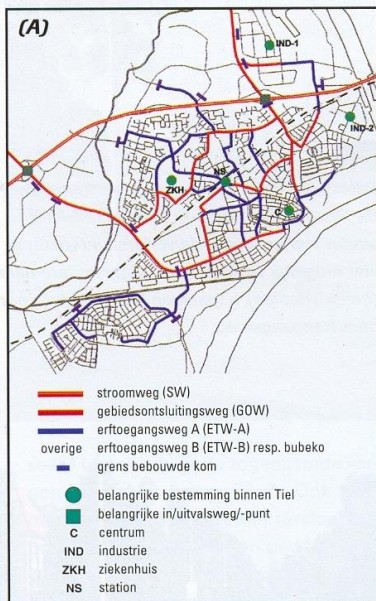 (A)
IND-1
IND-2
NS
ZKH
C
stroomweg (SW)
gebiedsontsluitingsweg (GOW)
erftoegangsweg A (ETW-A)
overige erftoegangsweg B (ETW-B) resp. bubeko
grens bebouwde kom
belangrijke bestemming binnen Tiel
belangrijke in/uitvalsweg/-punt
C centrum
IND industrie
ZKH ziekenhuis
NS station